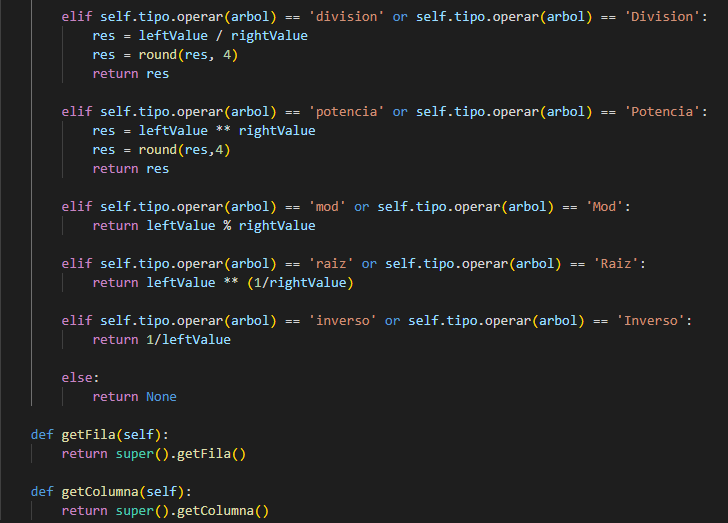 elif self.tipo.operar(arbol) == 'division' or self.tipo.operar(arbol) == 'Division':
res = leftValue / rightValue
res = round(res, 4)
return res
elif self.tipo.operar(arbol) == 'potencia' or self.tipo.operar(arbol) == 'Potencia':
res = leftValue ** rightValue
res = round(res,4)
return res
elif self.tipo.operar(arbol) == 'mod' or self.tipo.operar(arbol) == 'Mod':
return leftValue % rightValue
elif self.tipo.operar(arbol) == 'raiz' or self.tipo.operar(arbol) == 'Raiz':
return leftValue ** (1/rightValue)
elif self.tipo.operar(arbol) == 'inverso' or self.tipo.operar(arbol) == 'Inverso':
return 1/leftValue
else:
return None
def getFila(self):
return super().getFila()
def getColumna(self):
return super().getColumna()